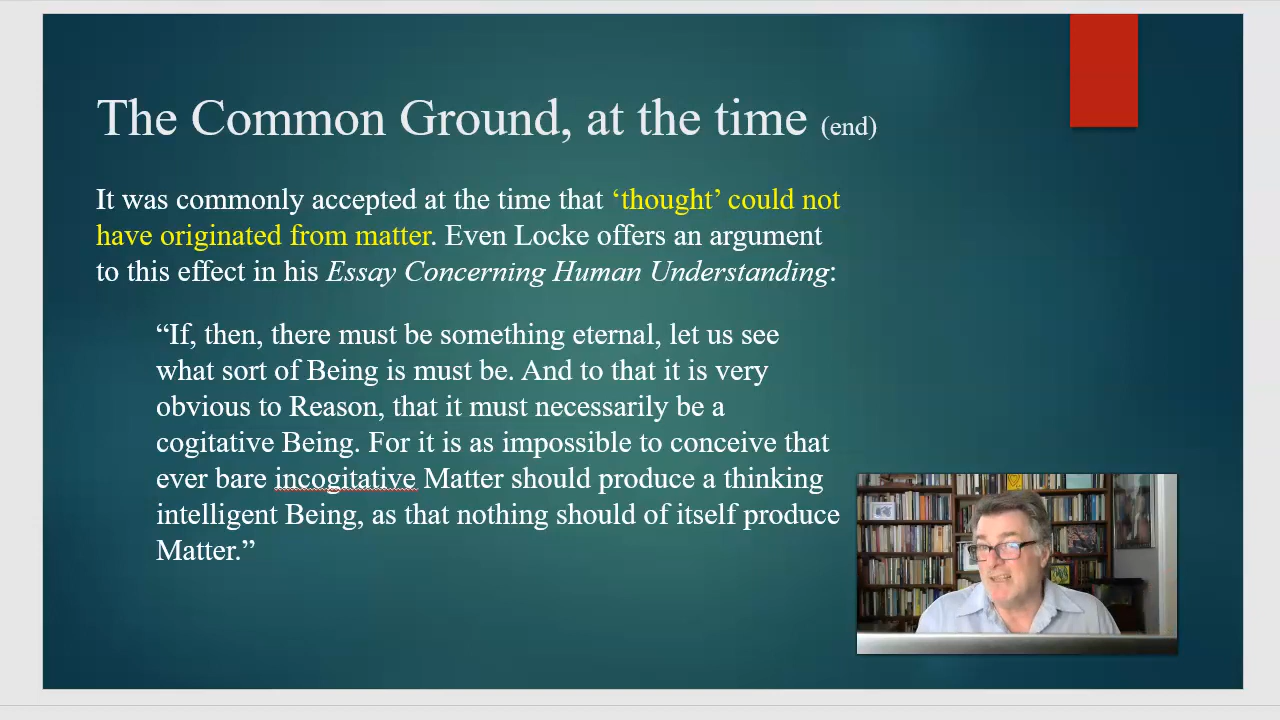 The Common Ground, at the time (end)
It was commonly accepted at the time that ‘thought’ could not
have originated from matter. Even Locke offers an argument
to this effect in his Essay Concerning Human Understanding:
“If, then, there must be something eternal, let us see
what sort of Being is must be. And to that it is very
obvious to Reason, that it must necessarily be a
cogitative Being. For it is as impossible to conceive that
ever bare incogitative Matter should produce a thinking
intelligent Being, as that nothing should of itself produce
Matter.”